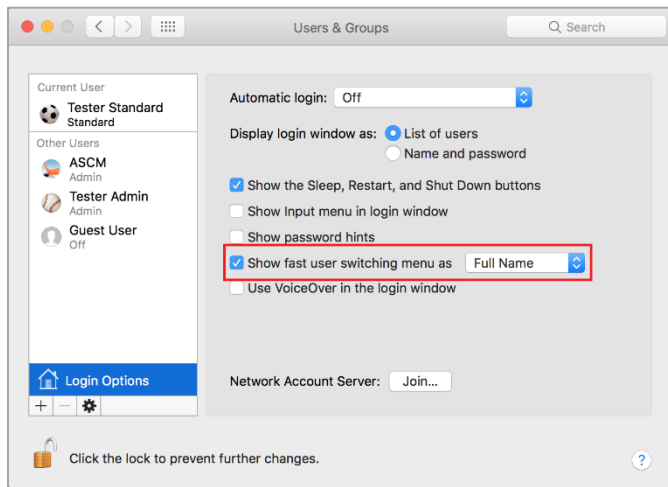 Users & Groups
Search
Current User
Tester Standard
Standard
Other Users
ASCM
Admin
Tester Admin
Admin
Guest User
Off
Login Options
Automatic login: Off
Display login window as: List of users
Name and password
Show the Sleep, Restart, and Shut Down buttons
Show Input menu in login window
Show password hints
Show fast user switching menu as Full Name
Use VoiceOver in the login window
Network Account Server: Join...
Click the lock to prevent further changes.
?